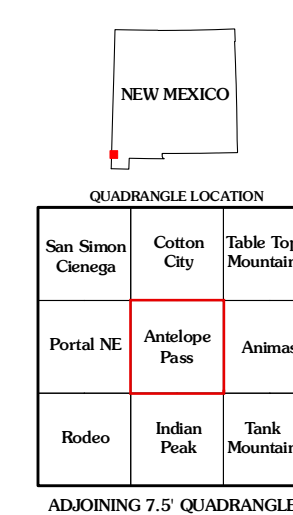 NEW MEXICO
QUADRANGLE LOCATION
San Simon
Cienega
Cotton
City
Table Top
Mountain
Portal NE
Antelope
Pass
Animas
Rodeo
Indian
Peak
Tank
Mountain
ADJOINING 7.5' QUADRANGLE